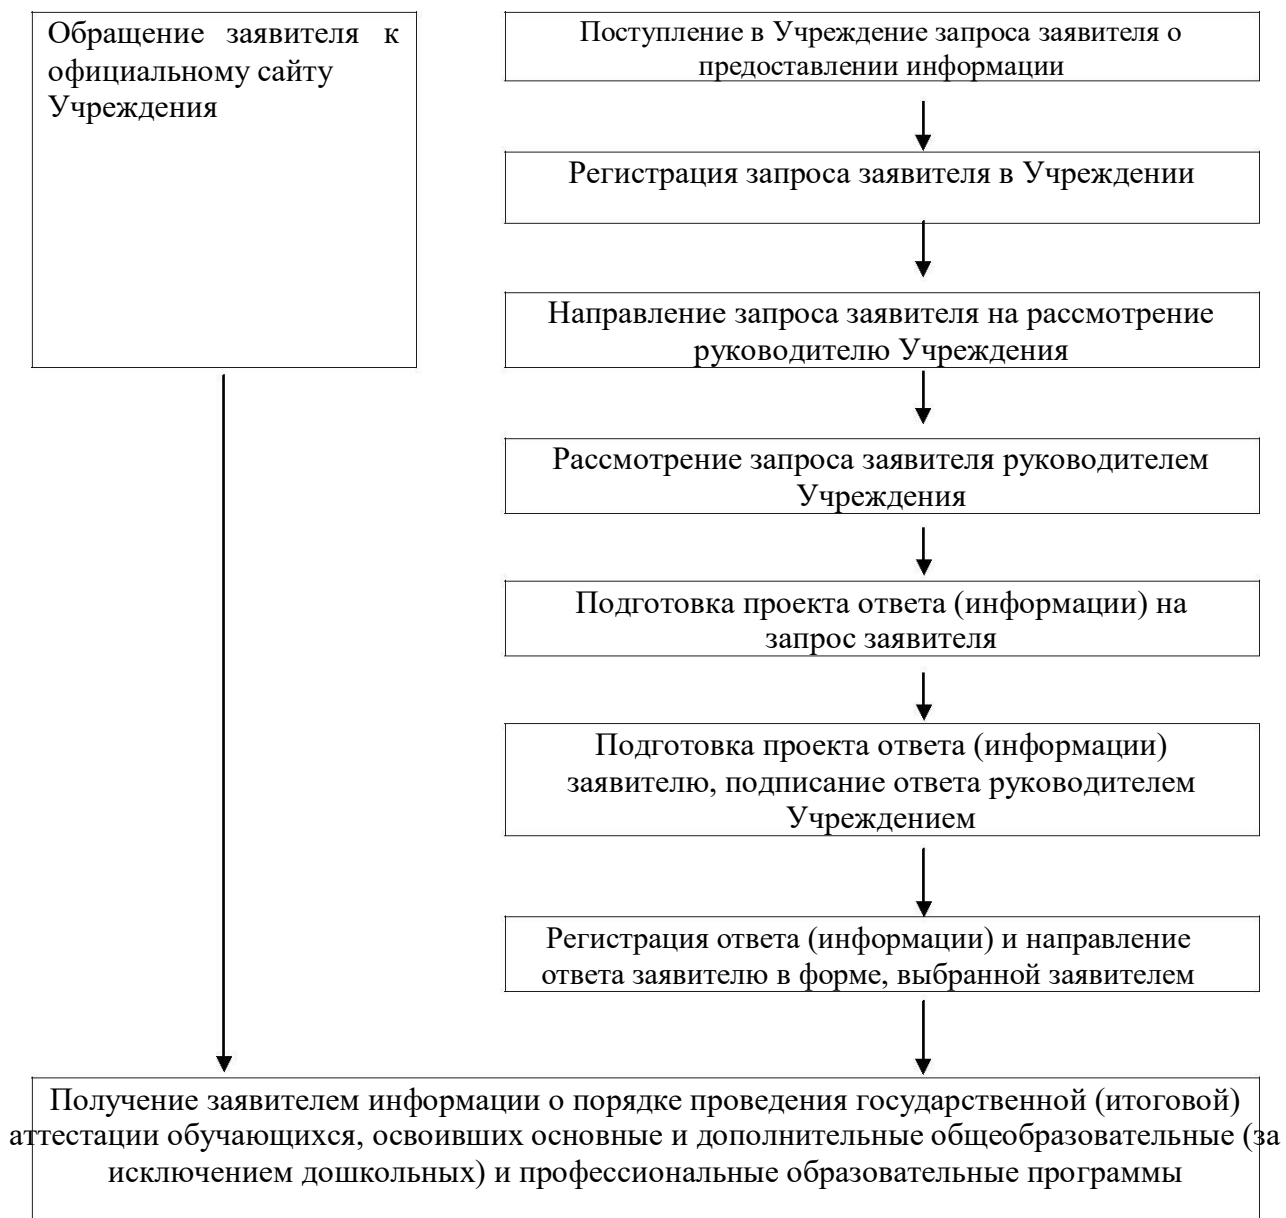 Обращение заявителя к
официальному сайту
Учреждения
Поступление в Учреждение запроса заявителя о
предоставлении информации
Регистрация запроса заявителя в Учреждении
Направление запроса заявителя на рассмотрение
руководителю Учреждения
Рассмотрение запроса заявителя руководителем
Учреждения
Подготовка проекта ответа (информации) на
запрос заявителя
Подготовка проекта ответа (информации)
заявителю, подписание ответа руководителем
Учреждением
Регистрация ответа (информации) и направление
ответа заявителю в форме, выбранной заявителем
Получение заявителем информации о порядке проведения государственной (итоговой)
аттестации обучающихся, освоивших основные и дополнительные общеобразовательные (за
исключением дошкольных) и профессиональные образовательные программы